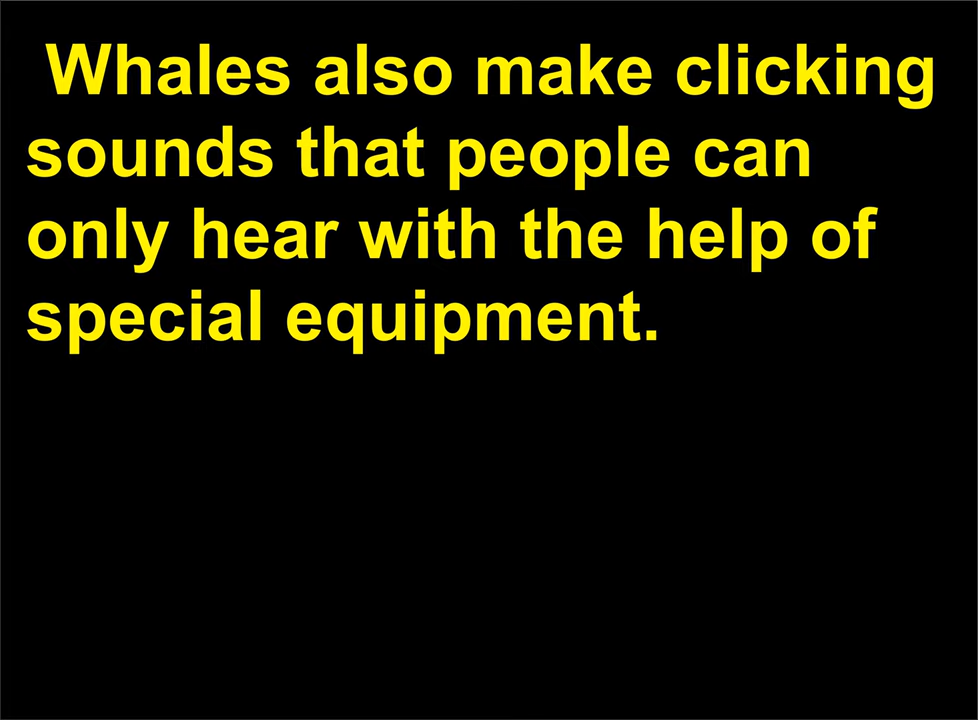 Whales also make clicking
sounds that people can
only hear with the help of
special equipment.